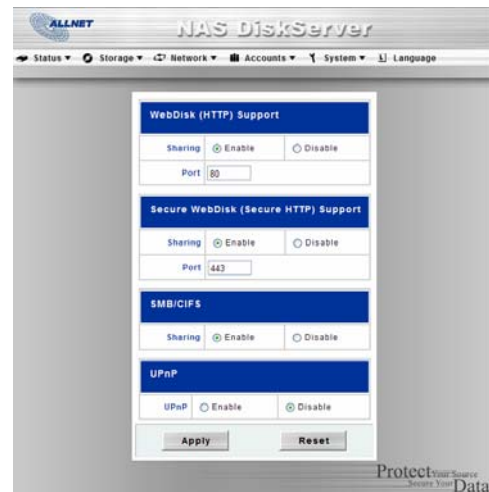 ALLNET
NAS DiskServer
Status Storage Network Accounts System Language
WebDisk (HTTP) Support
Sharing Enable Disable
Port 80
Secure WebDisk (Secure HTTP) Support
Sharing Enable Disable
Port 443
SMB/CIFS
Sharing Enable Disable
UPnP
UPnP Enable Disable
Apply Reset
Protect Your Source
Secure Your Data